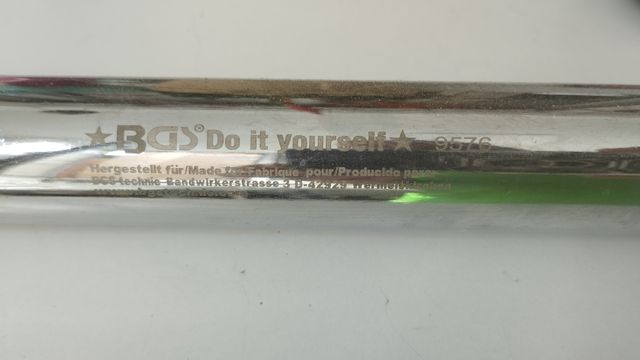 ★BGS® Do it yourself★ 9576
Hergestellt für/Made for/Fabrique pour/Producido para:
BGS technic Bandwirkerstrasse 3 D-42929 Wermelskirchen